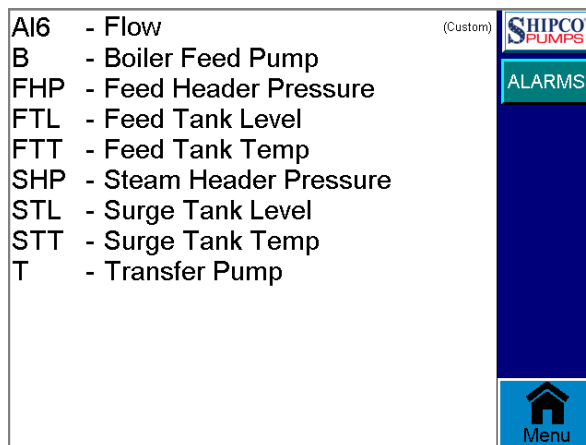 AI6 - Flow (Custom)
B - Boiler Feed Pump
FHP - Feed Header Pressure
FTL - Feed Tank Level
FTT - Feed Tank Temp
SHP - Steam Header Pressure
STL - Surge Tank Level
STT - Surge Tank Temp
T - Transfer Pump
SHIPCO
PUMPS
ALARMS
Menu